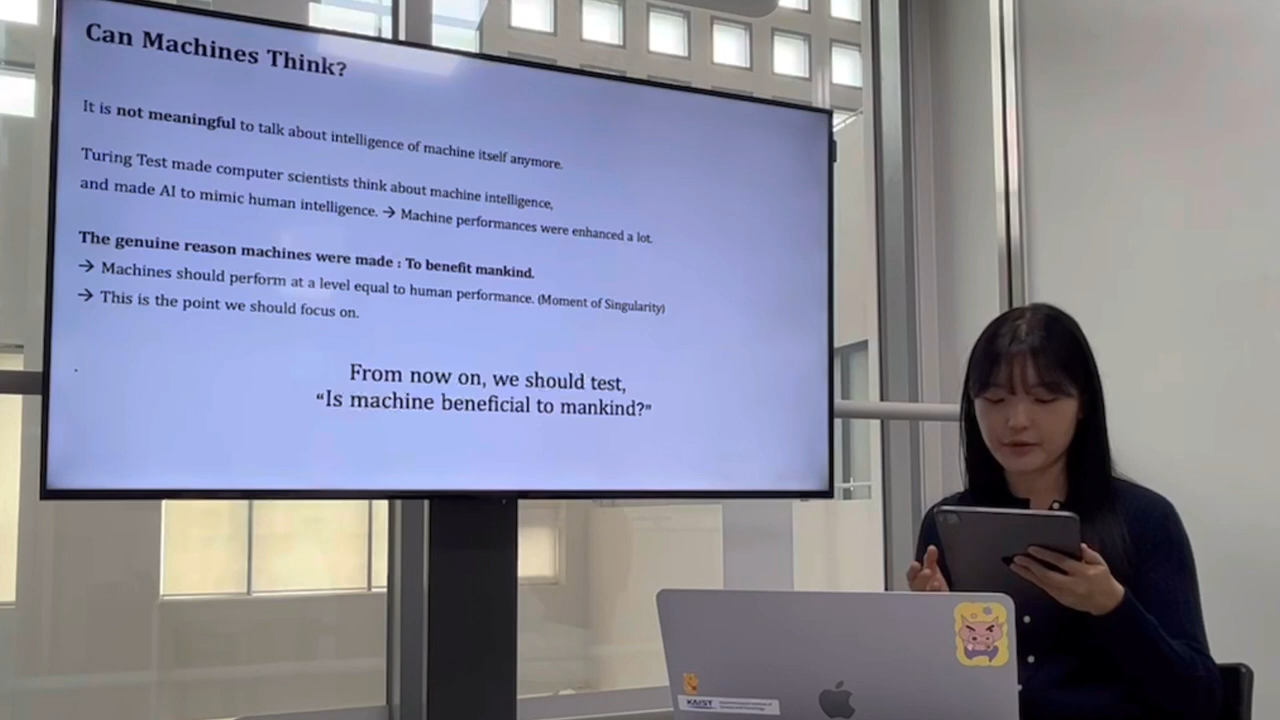 Can Machines Think?
It is not meaningful to talk about intelligence of machine itself anymore.
Turing Test made computer scientists think about machine intelligence,
and made AI to mimic human intelligence. → Machine performances were enhanced a lot.
The genuine reason machines were made : To benefit mankind.
→ Machines should perform at a level equal to human performance. (Moment of Singularity)
→ This is the point we should focus on.
From now on, we should test,
“Is machine beneficial to mankind?”
KAIST